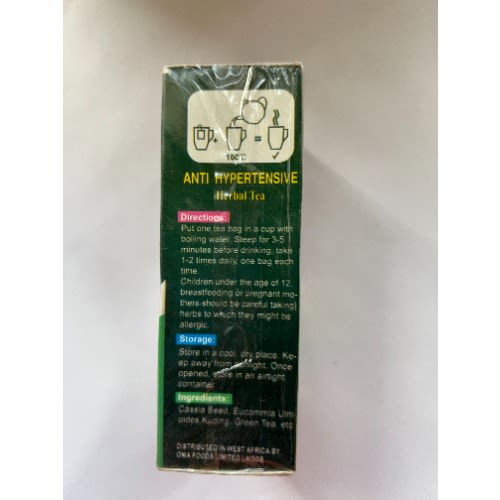 100°C
ANTI HYPERTENSIVE
Herbal Tea
Directions:
Put one tea bag in a cup with
boiling water. Steep for 3-5
minutes before drinking, take
1-2 times daily, one bag each
time.
Children under the age of 12,
breastfeeding or pregnant mo-
thers should be careful taking
herbs to which they might be
allergic.
Storage:
Store in a cool, dry place. Ke-
ep away from sunlight. Once
opened, store in an airtight
container
Ingredients:
Cassia Seed, Eucommia Ulm-
oides Kuding, Green Tea, etc
DISTRIBUTED IN WEST AFRICA BY.
OMA FOODS LIMITED LAGOS